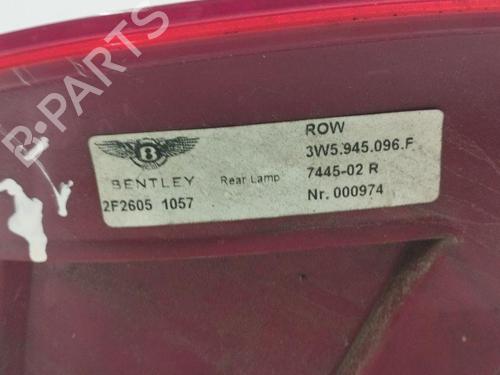 B
BENTLEY
Rear Lamp
2F2605 1057
ROW
3W5.945.096.F
7445-02 R
Nr. 000974
B-PARTS